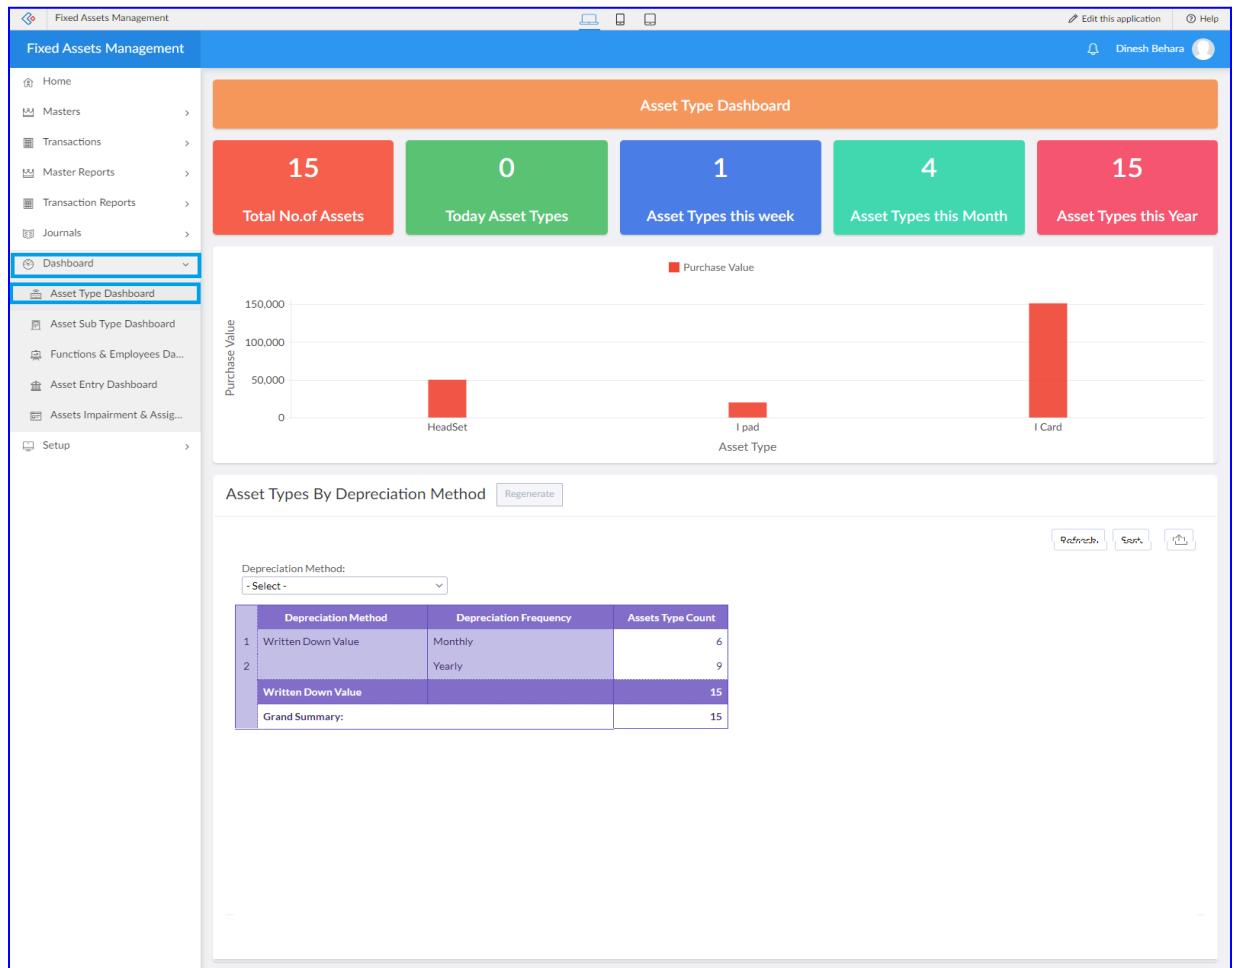 Fixed Assets Management
Edit this application
Help
Fixed Assets Management
Dinesh Behara
Home
Masters
Transactions
Master Reports
Transaction Reports
Journals
Dashboard
Asset Type Dashboard
Asset Sub Type Dashboard
Functions & Employees Da...
Asset Entry Dashboard
Assets Impairment & Assig...
Setup
Asset Type Dashboard
15
Total No.of Assets
0
Today Asset Types
1
Asset Types this week
4
Asset Types this Month
15
Asset Types this Year
Purchase Value
Purchase Value
150,000
100,000
50,000
0
HeadSet
I pad
I Card
Asset Type
Asset Types By Depreciation Method
Regenerate
Refresh
Sort
Depreciation Method:
- Select -
Depreciation Method Depreciation Frequency Assets Type Count
1 Written Down Value Monthly 6
2 Yearly 9
Written Down Value 15
Grand Summary: 15